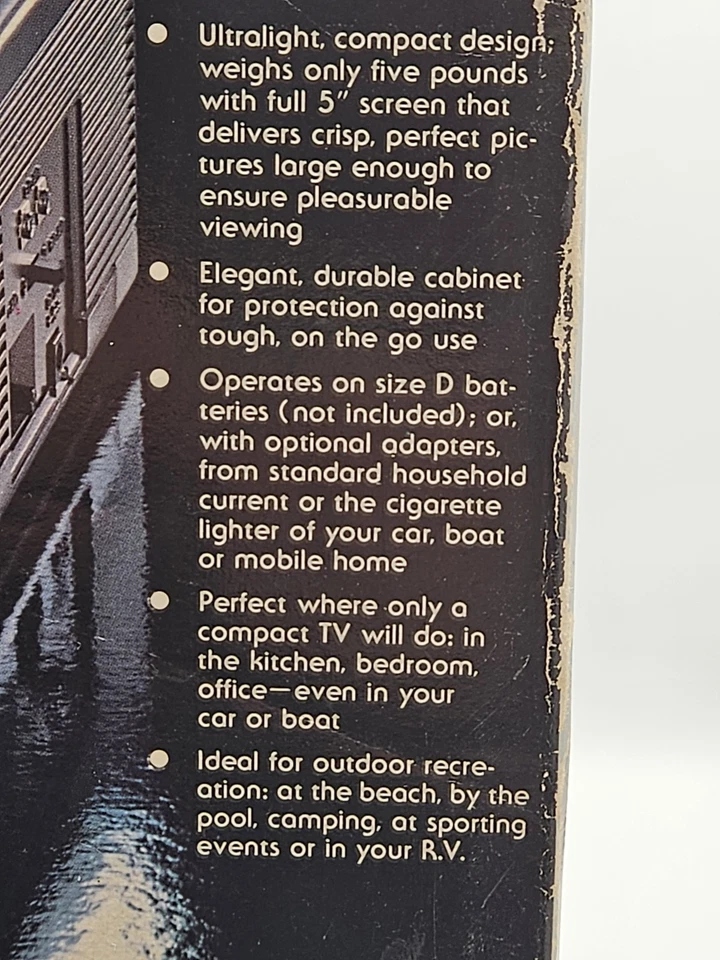 ● Ultralight, compact design;
weighs only five pounds
with full 5" screen that
delivers crisp, perfect pic-
tures large enough to
ensure pleasurable
viewing
● Elegant, durable cabinet
for protection against
tough, on the go use
● Operates on size D bat-
teries (not included); or,
with optional adapters,
from standard household
current or the cigarette
lighter of your car, boat
or mobile home
● Perfect where only a
compact TV will do: in
the kitchen, bedroom,
office—even in your
car or boat
● Ideal for outdoor recre-
ation: at the beach, by the
pool, camping, at sporting
events or in your R.V.